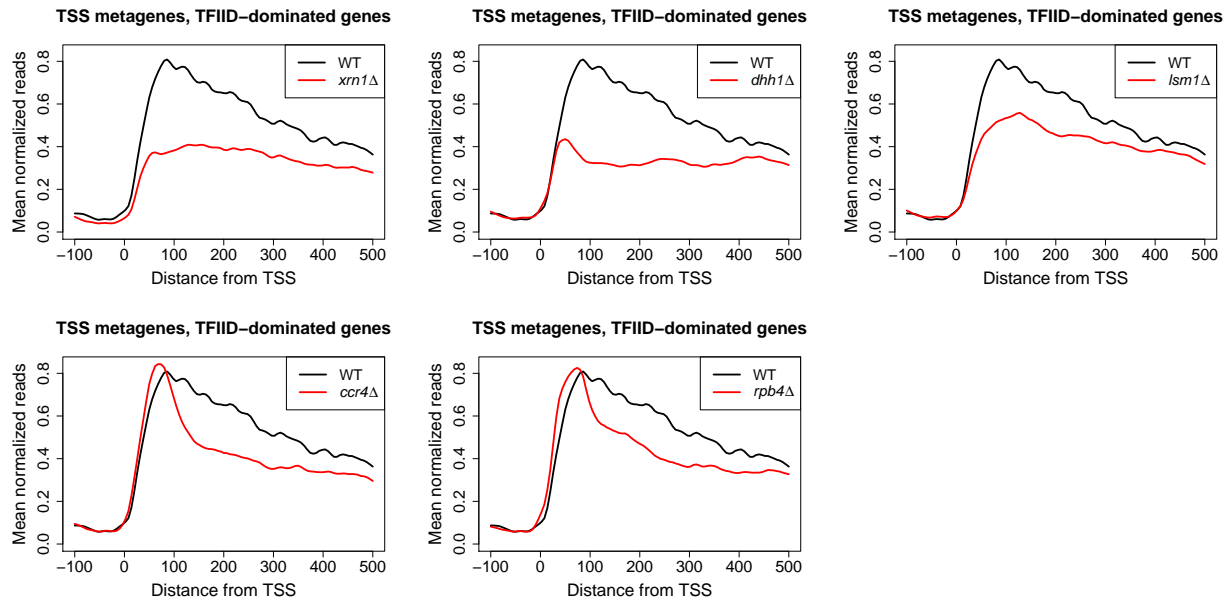 TSS metagenes, TFIID−dominated genes
Mean normalized reads
0.0 0.2 0.4 0.6 0.8
WT
xrn1Δ
−100 0 100 200 300 400 500
Distance from TSS
TSS metagenes, TFIID−dominated genes
Mean normalized reads
0.0 0.2 0.4 0.6 0.8
WT
dhh1Δ
−100 0 100 200 300 400 500
Distance from TSS
TSS metagenes, TFIID−dominated genes
Mean normalized reads
0.0 0.2 0.4 0.6 0.8
WT
lsm1Δ
−100 0 100 200 300 400 500
Distance from TSS
TSS metagenes, TFIID−dominated genes
Mean normalized reads
0.0 0.2 0.4 0.6 0.8
WT
ccr4Δ
−100 0 100 200 300 400 500
Distance from TSS
TSS metagenes, TFIID−dominated genes
Mean normalized reads
0.0 0.2 0.4 0.6 0.8
WT
rpb4Δ
−100 0 100 200 300 400 500
Distance from TSS